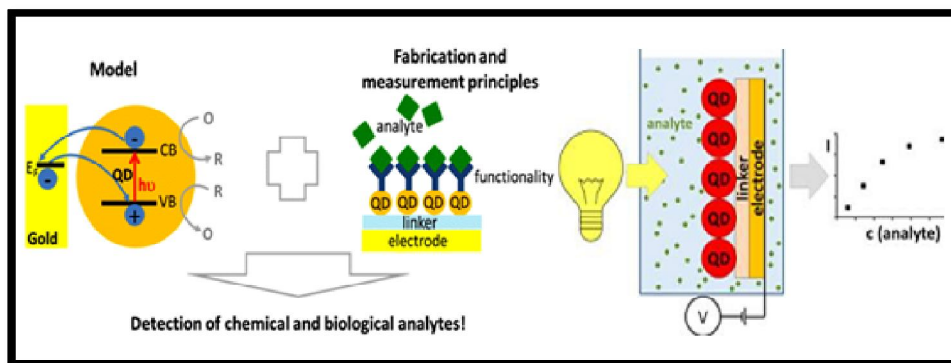 Model
O
CB
R
E_F
QD
hυ
R
VB
O
Gold
Fabrication and
measurement principles
analyte
functionality
QD QD QD QD
linker
electrode
Detection of chemical and biological analytes!
analyte
QD
QD
QD
QD
QD
linker
electrode
V
I
c (analyte)